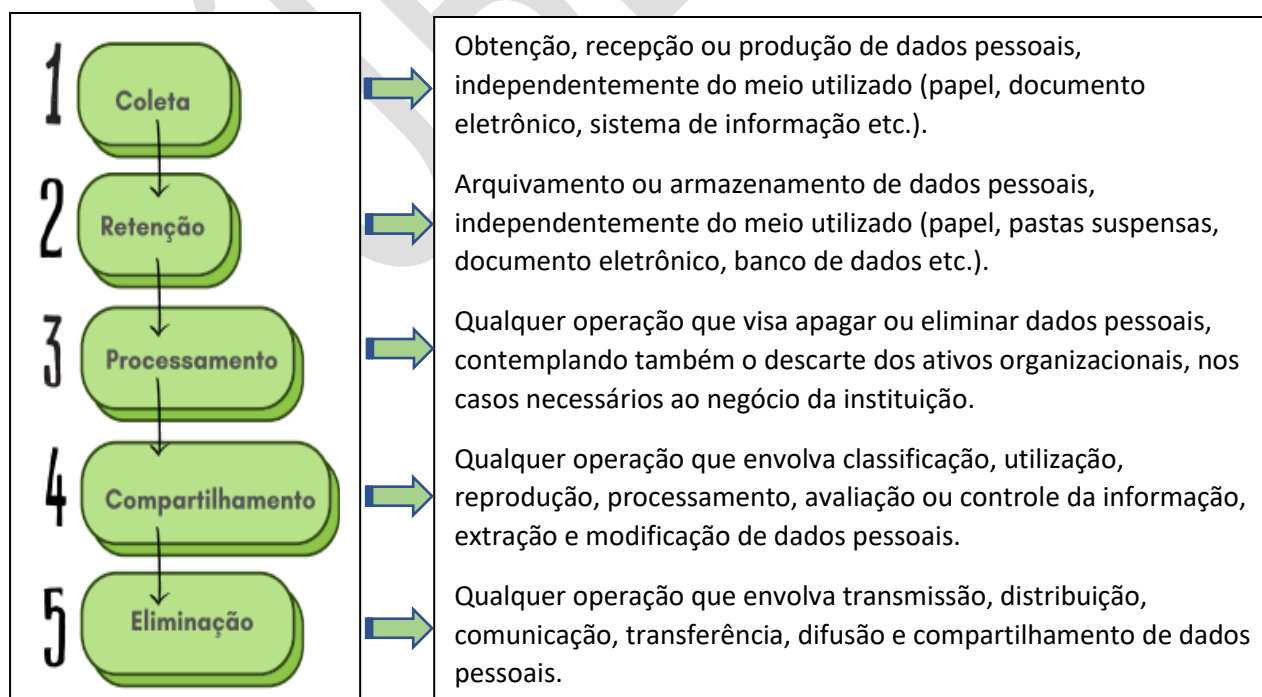 1
Coleta
Obtenção, recepção ou produção de dados pessoais,
independentemente do meio utilizado (papel, documento
eletrônico, sistema de informação etc.).
2
Retenção
Arquivamento ou armazenamento de dados pessoais,
independentemente do meio utilizado (papel, pastas suspensas,
documento eletrônico, banco de dados etc.).
3
Processamento
Qualquer operação que visa apagar ou eliminar dados pessoais,
contemplando também o descarte dos ativos organizacionais, nos
casos necessários ao negócio da instituição.
4
Compartilhamento
Qualquer operação que envolva classificação, utilização,
reprodução, processamento, avaliação ou controle da informação,
extração e modificação de dados pessoais.
5
Eliminação
Qualquer operação que envolva transmissão, distribuição,
comunicação, transferência, difusão e compartilhamento de dados
pessoais.